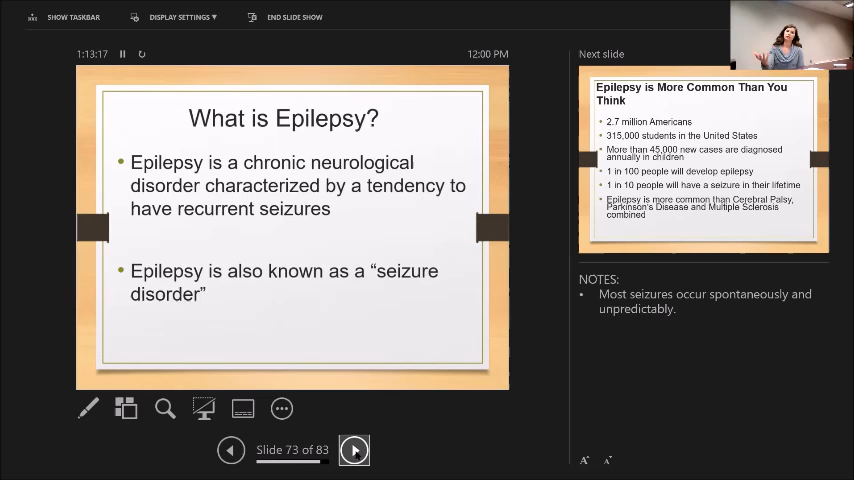 SHOW TASKBAR
DISPLAY SETTINGS ▼
END SLIDE SHOW
1:13:17
12:00 PM
What is Epilepsy?
• Epilepsy is a chronic neurological
disorder characterized by a tendency to
have recurrent seizures
• Epilepsy is also known as a “seizure
disorder”
Slide 73 of 83
Next slide
Epilepsy is More Common Than You
Think
• 2.7 million Americans
• 315,000 students in the United States
• More than 45,000 new cases are diagnosed
annually in children
• 1 in 100 people will develop epilepsy
• 1 in 10 people will have a seizure in their lifetime
• Epilepsy is more common than Cerebral Palsy,
Parkinson's Disease and Multiple Sclerosis
combined
NOTES:
• Most seizures occur spontaneously and
unpredictably.
A A